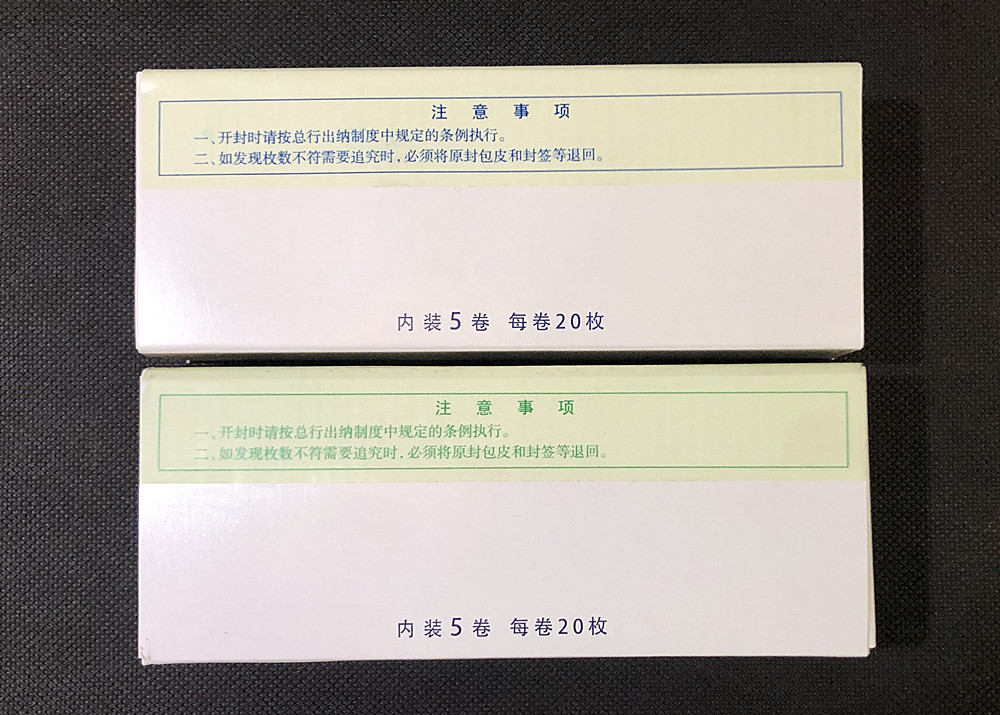 注意事项
一、开封时请按总行出纳制度中规定的条例执行。
二、如发现枚数不符需要追究时,必须将原封包皮和封签等退回。
内装5卷 每卷20枚
注意事项
一、开封时请按总行出纳制度中规定的条例执行。
二、如发现枚数不符需要追究时,必须将原封包皮和封签等退回。
内装5卷 每卷20枚